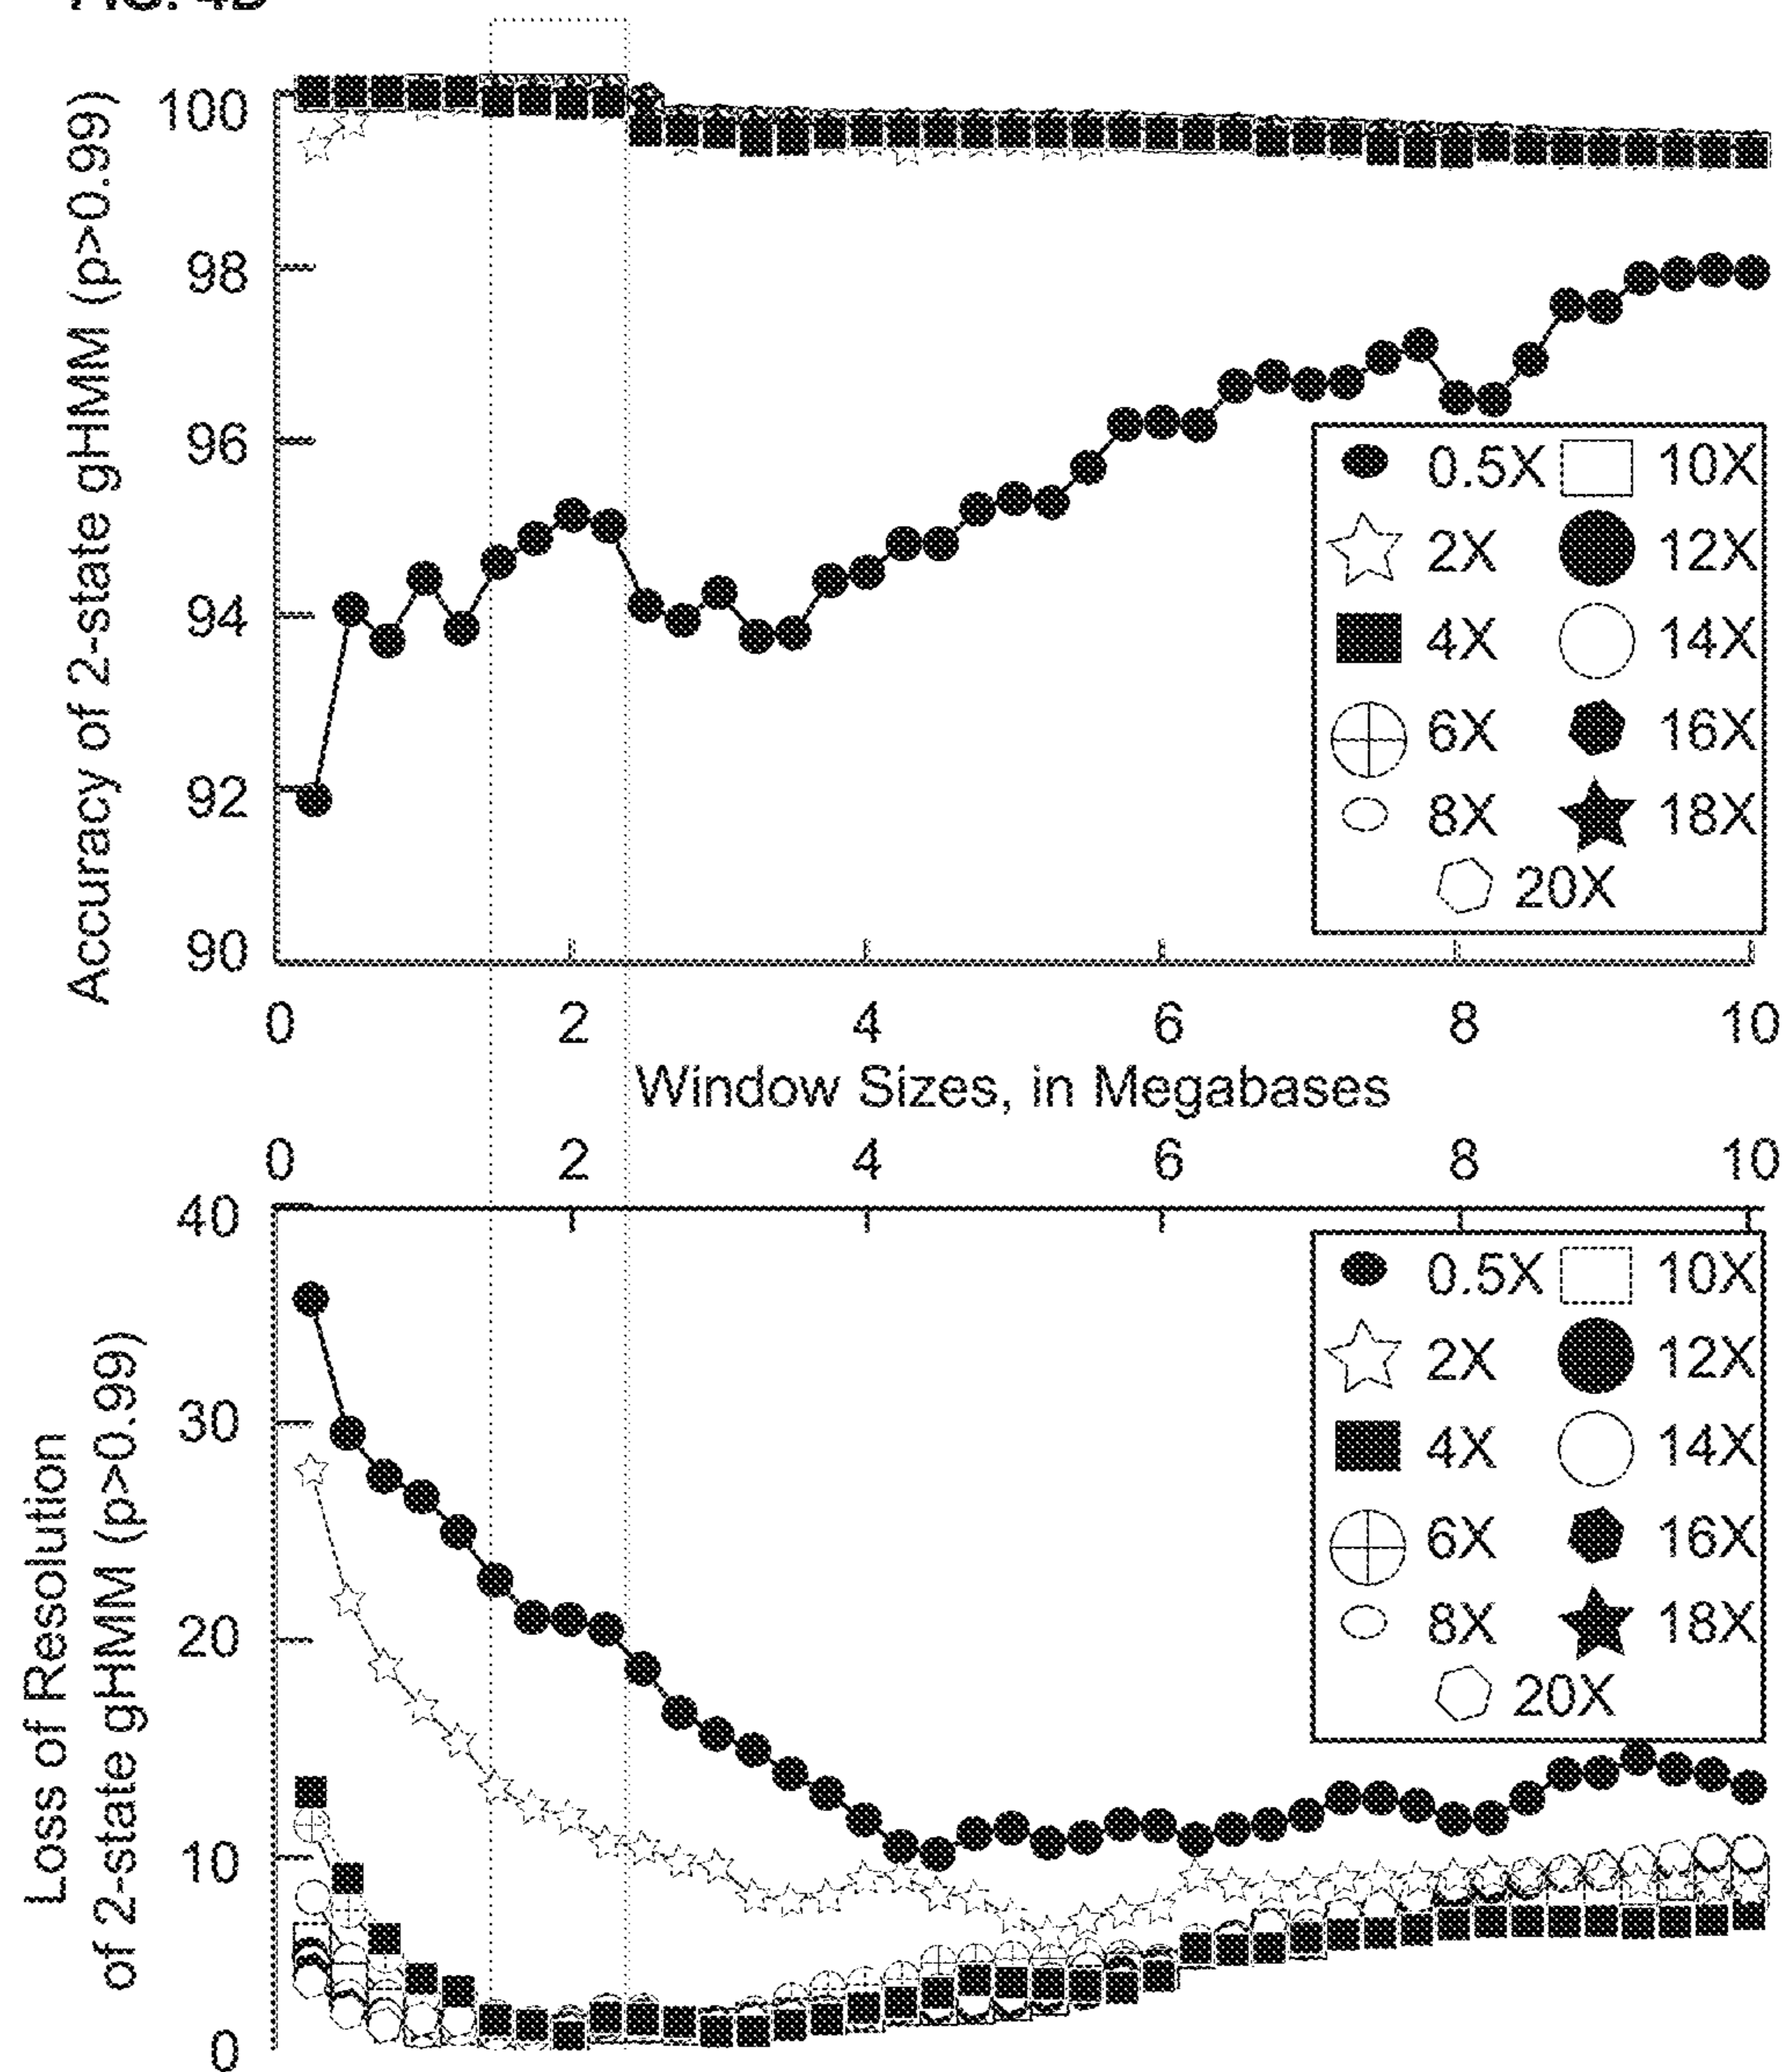 Accuracy of 2-state gHMM (p>0.99)
100
98
96
94
92
90
0.5X 10X
2X 12X
4X 14X
6X 16X
8X 18X
20X
0 2 4 6 8 10
Window Sizes, in Megabases
0 2 4 6 8 10
Loss of Resolution
of 2-state gHMM (p>0.99)
40
30
20
10
0
0.5X 10X
2X 12X
4X 14X
6X 16X
8X 18X
20X